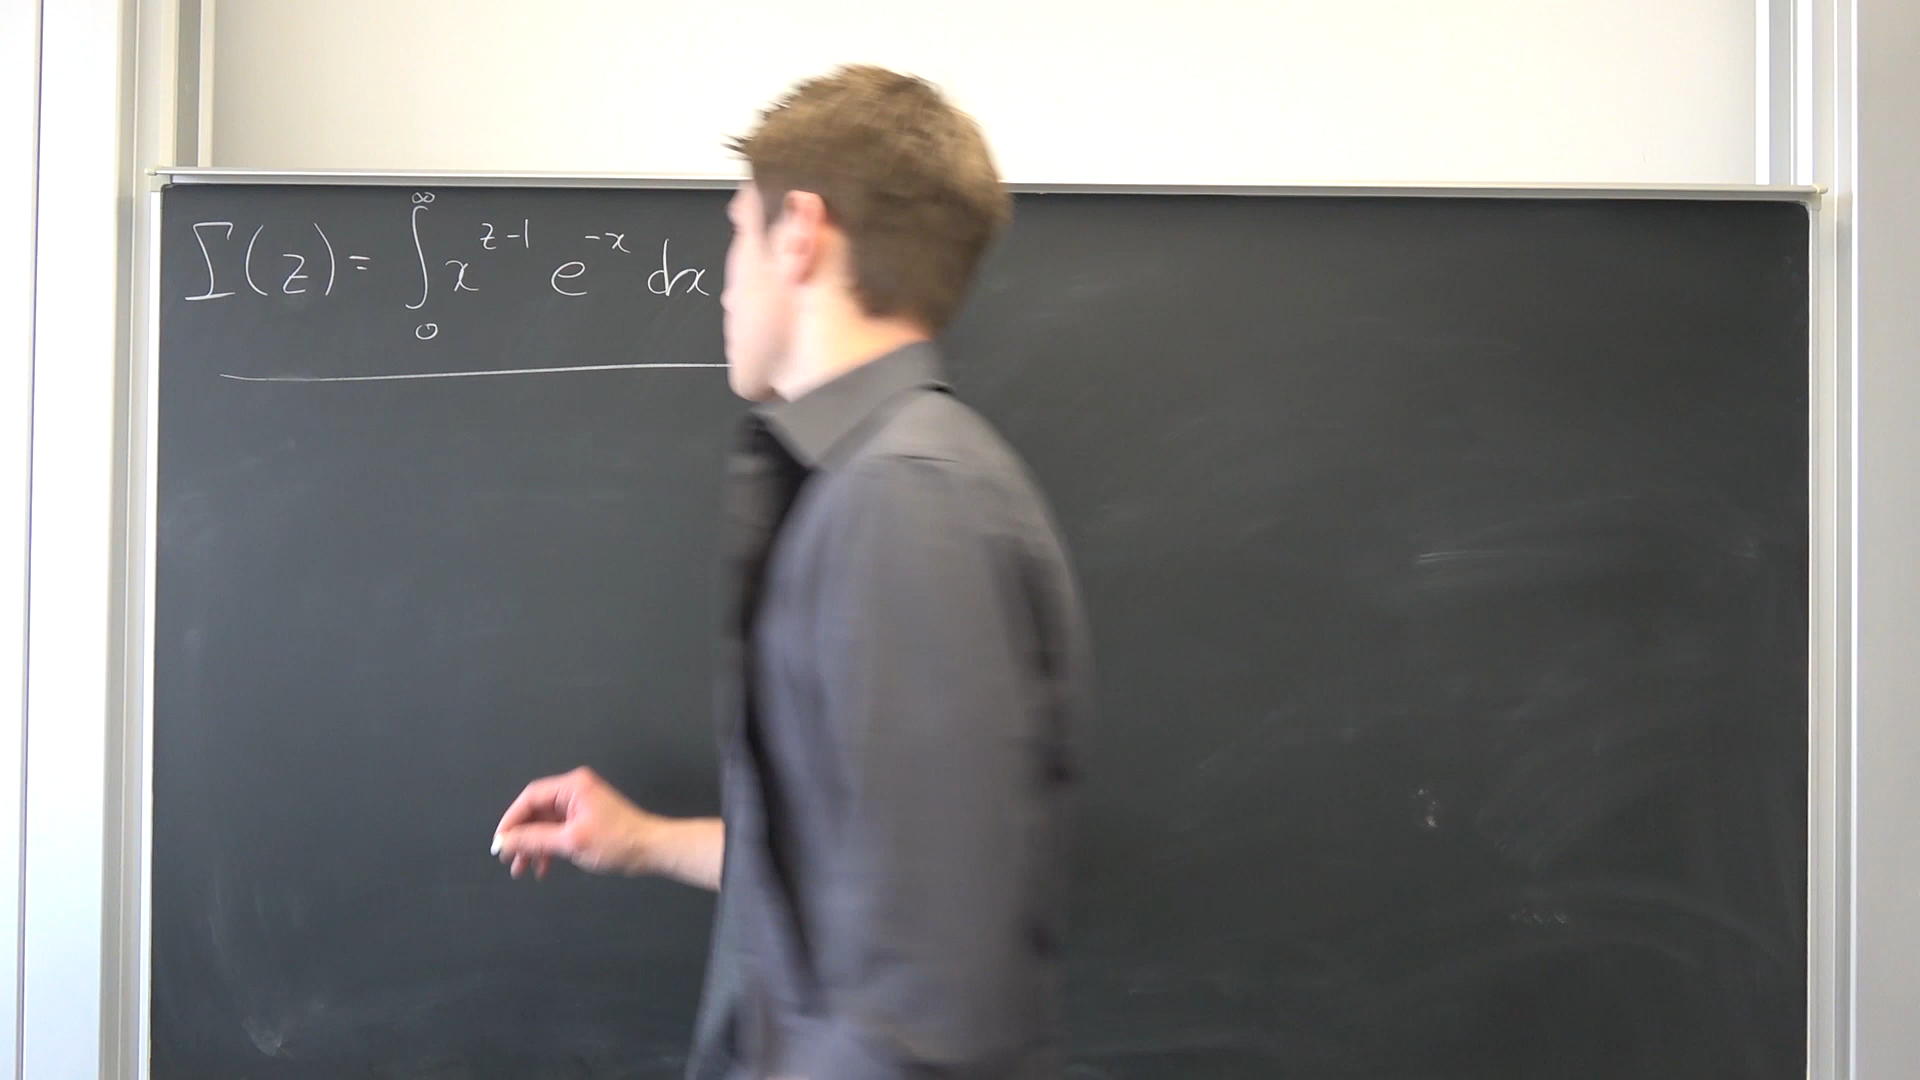 Γ(z) = ∫₀^∞ x^{z-1} e^{-x} dx